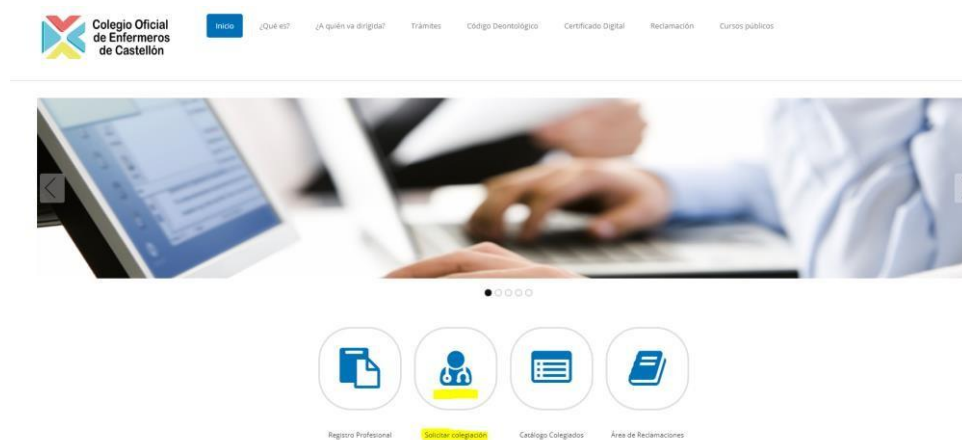 Colegio Oficial
de Enfermeros
de Castellón
Inicio ¿Qué es? ¿A quién va dirigida? Trámites Código Deontológico Certificado Digital Reclamación Cursos públicos
Registro Profesional Solicitar colegiación Catálogo Colegiados Área de Reclamaciones